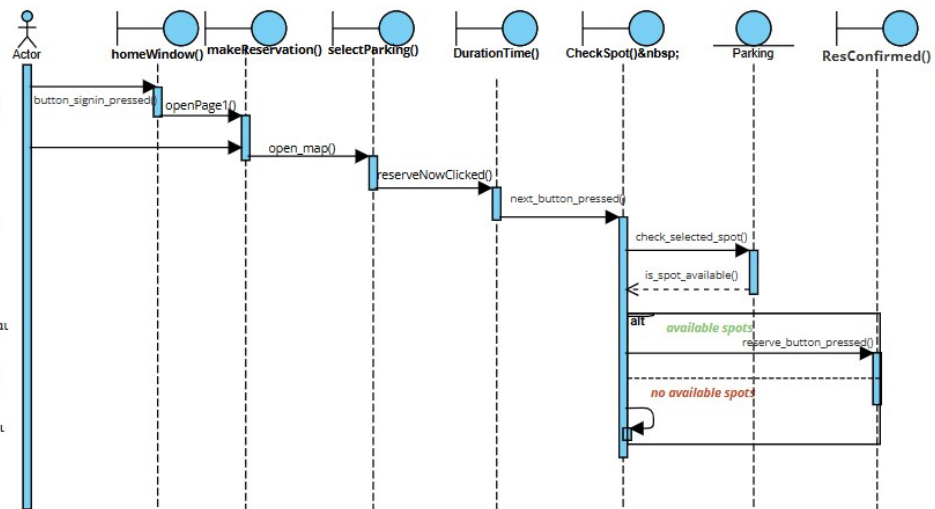 Actor
homeWindow()
makeReservation()
selectParking()
DurationTime()
CheckSpot()&nbsp;
Parking
ResConfirmed()
button_signin_pressed()
openPage1()
open_map()
reserveNowClicked()
next_button_pressed()
check_selected_spot()
is_spot_available()
αι
alt
available spots
reserve_button_pressed()
no available spots
ι